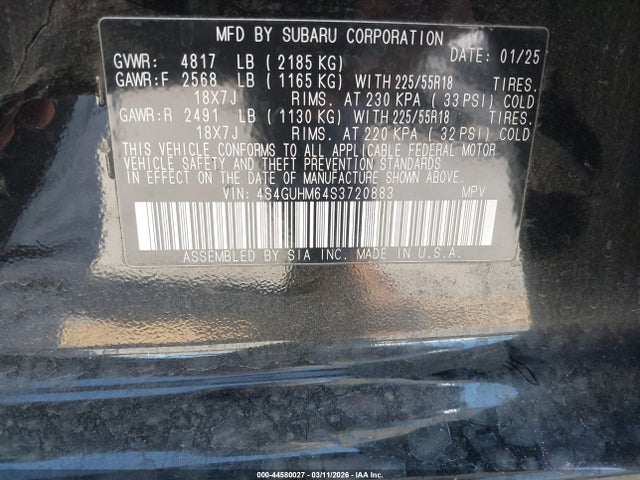 MFD BY SUBARU CORPORATION
GVWR: 4817 LB (2185 KG) DATE: 01/25
GAWR:F 2568 LB (1165 KG) WITH 225/55R18 TIRES.
18X7J RIMS. AT 230 KPA (33 PSI) COLD
GAWR:R 2491 LB (1130 KG) WITH 225/55R18 TIRES.
18X7J RIMS. AT 220 KPA (32 PSI) COLD
THIS VEHICLE CONFORMS TO ALL APPLICABLE FEDERAL MOTOR
VEHICLE SAFETY AND THEFT PREVENTION STANDARDS IN EFFECT
ON THE DATE OF MANUFACTURE SHOWN ABOVE.
VIN: 4S4GUHM64S3720883 MPV
ASSEMBLED BY SIA INC. MADE IN U.S.A.
000-44580027 - 03/11/2026 - IAA Inc.